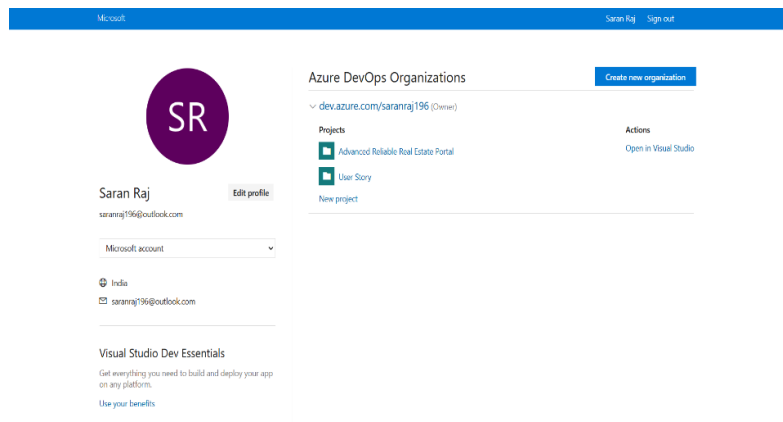 Microsoft
Saran Raj Sign out
SR
Saran Raj
Edit profile
saranraj196@outlook.com
Microsoft account
India
saranraj196@outlook.com
Visual Studio Dev Essentials
Get everything you need to build and deploy your app
on any platform.
Use your benefits
Azure DevOps Organizations
Create new organization
dev.azure.com/saranraj196 (Owner)
Projects
Actions
Advanced Reliable Real Estate Portal
Open in Visual Studio
User Story
New project